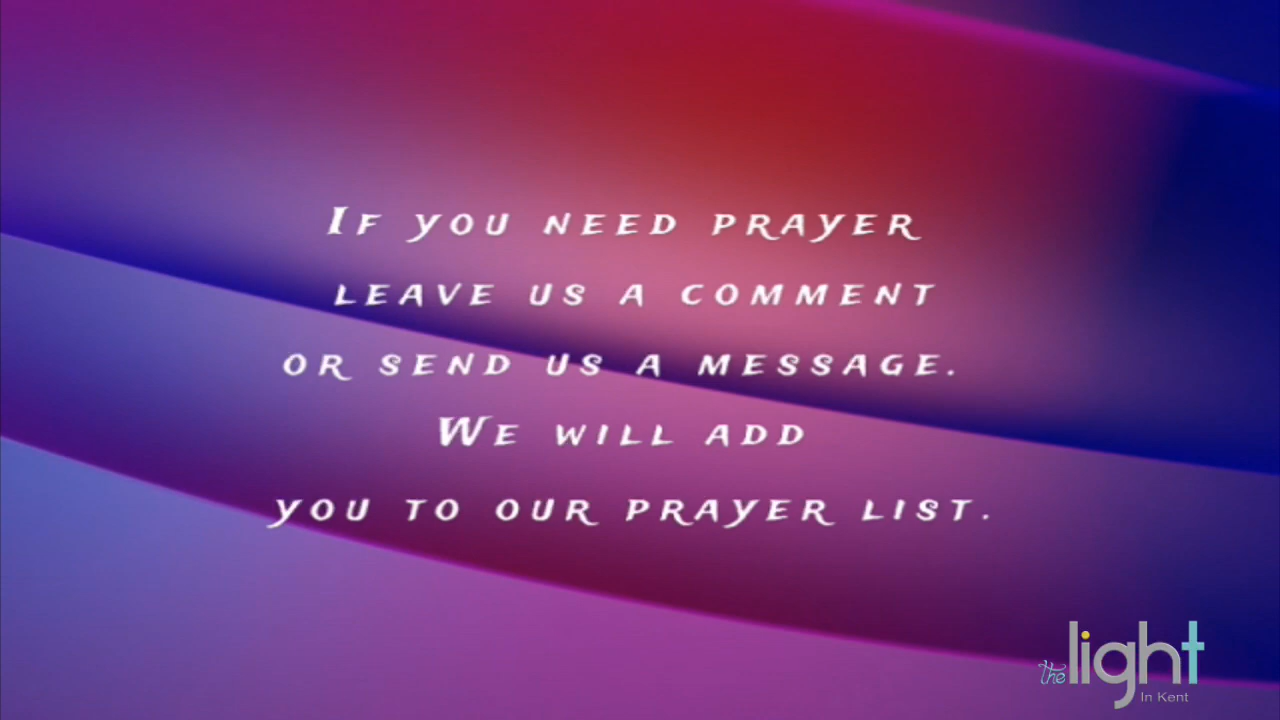 If you need prayer
leave us a comment
or send us a message.
We will add
you to our prayer list.
the light
In Kent